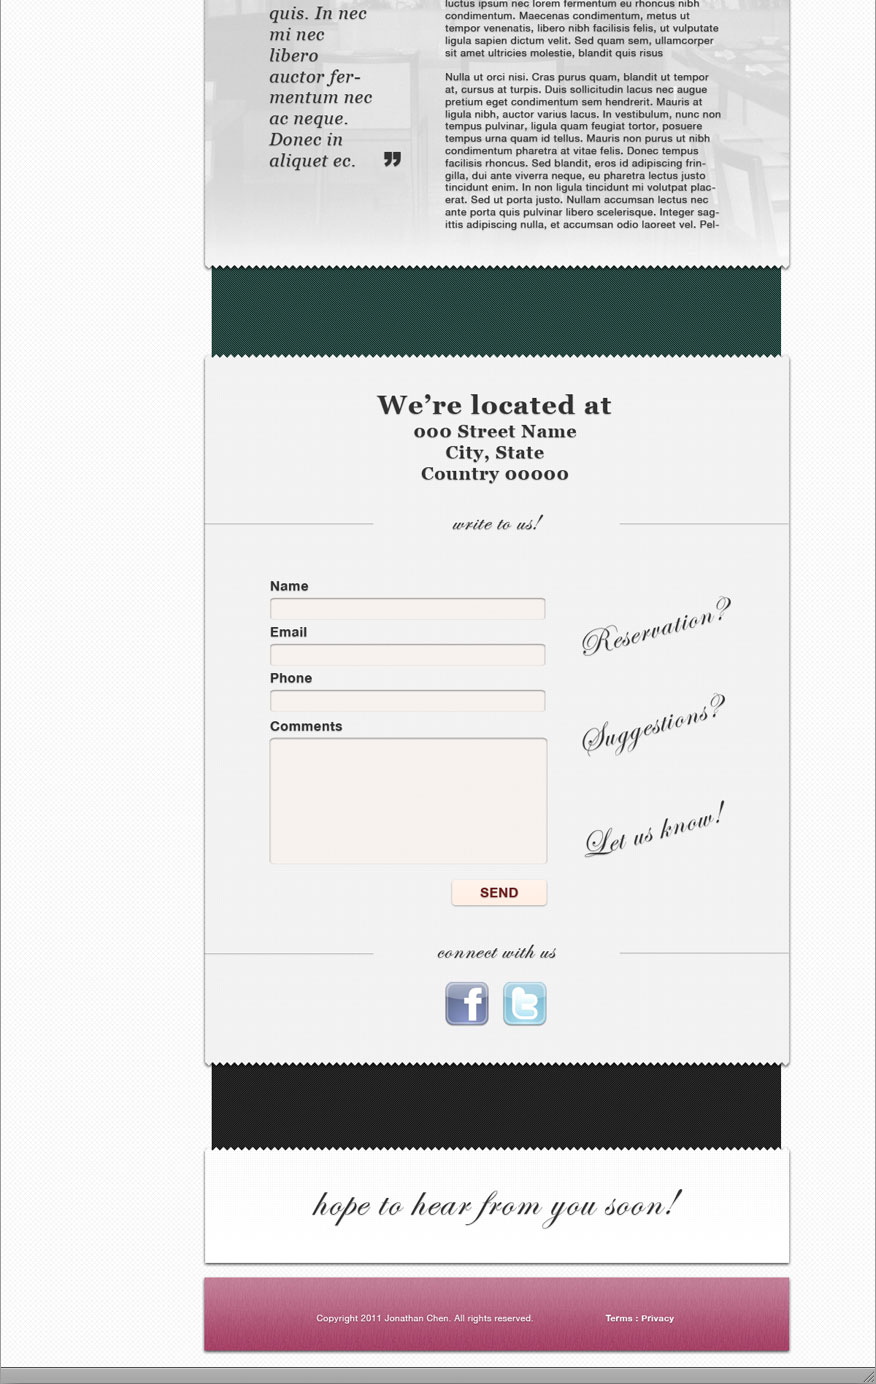 quis. In nec
mi nec
libero
auctor fer-
mentum nec
ac neque.
Donec in
aliquet ec. ”
luctus ipsum nec lorem fermentum eu rhoncus nibh
condimentum. Maecenas condimentum, metus ut
tempor venenatis, libero nibh facilisis felis, ut vulputate
ligula sapien dictum velit. Sed quam sem, ullamcorper
sit amet ultricies molestie, blandit quis risus
Nulla ut orci nisi. Cras purus quam, blandit ut tempor
at, cursus at turpis. Duis sollicitudin lacus nec augue
pretium eget condimentum sem hendrerit. Mauris at
ligula nibh, auctor varius lacus. In vestibulum, nunc non
tempus pulvinar, ligula quam feugiat tortor, posuere
tempus urna quam id tellus. Mauris non purus ut nibh
condimentum pharetra at vitae felis. Donec tempus
facilisis rhoncus. Sed blandit, eros id adipiscing frin-
gilla, dui ante viverra neque, eu pharetra lectus justo
tincidunt enim. In non ligula tincidunt mi volutpat plac-
erat. Sed ut porta justo. Nullam accumsan lectus nec
ante porta quis pulvinar libero scelerisque. Integer sag-
ittis adipiscing nulla, et accumsan odio laoreet vel. Pel-
We’re located at
000 Street Name
City, State
Country 00000
write to us!
Name
Email
Phone
Comments
Reservation?
Suggestions?
Let us know!
SEND
connect with us
f t
hope to hear from you soon!
Copyright 2011 Jonathan Chen. All rights reserved.
Terms : Privacy